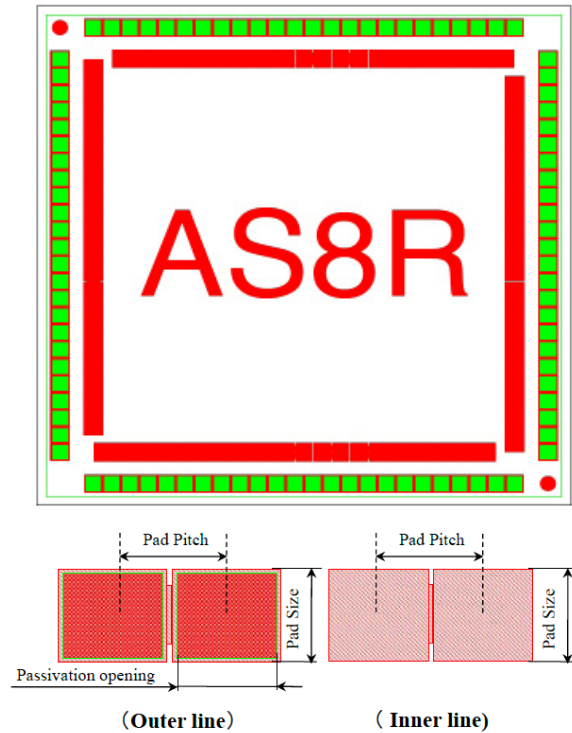 AS8R
Pad Pitch
Pad Pitch
Pad Size
Pad Size
Passivation opening
（Outer line）
（ Inner line)